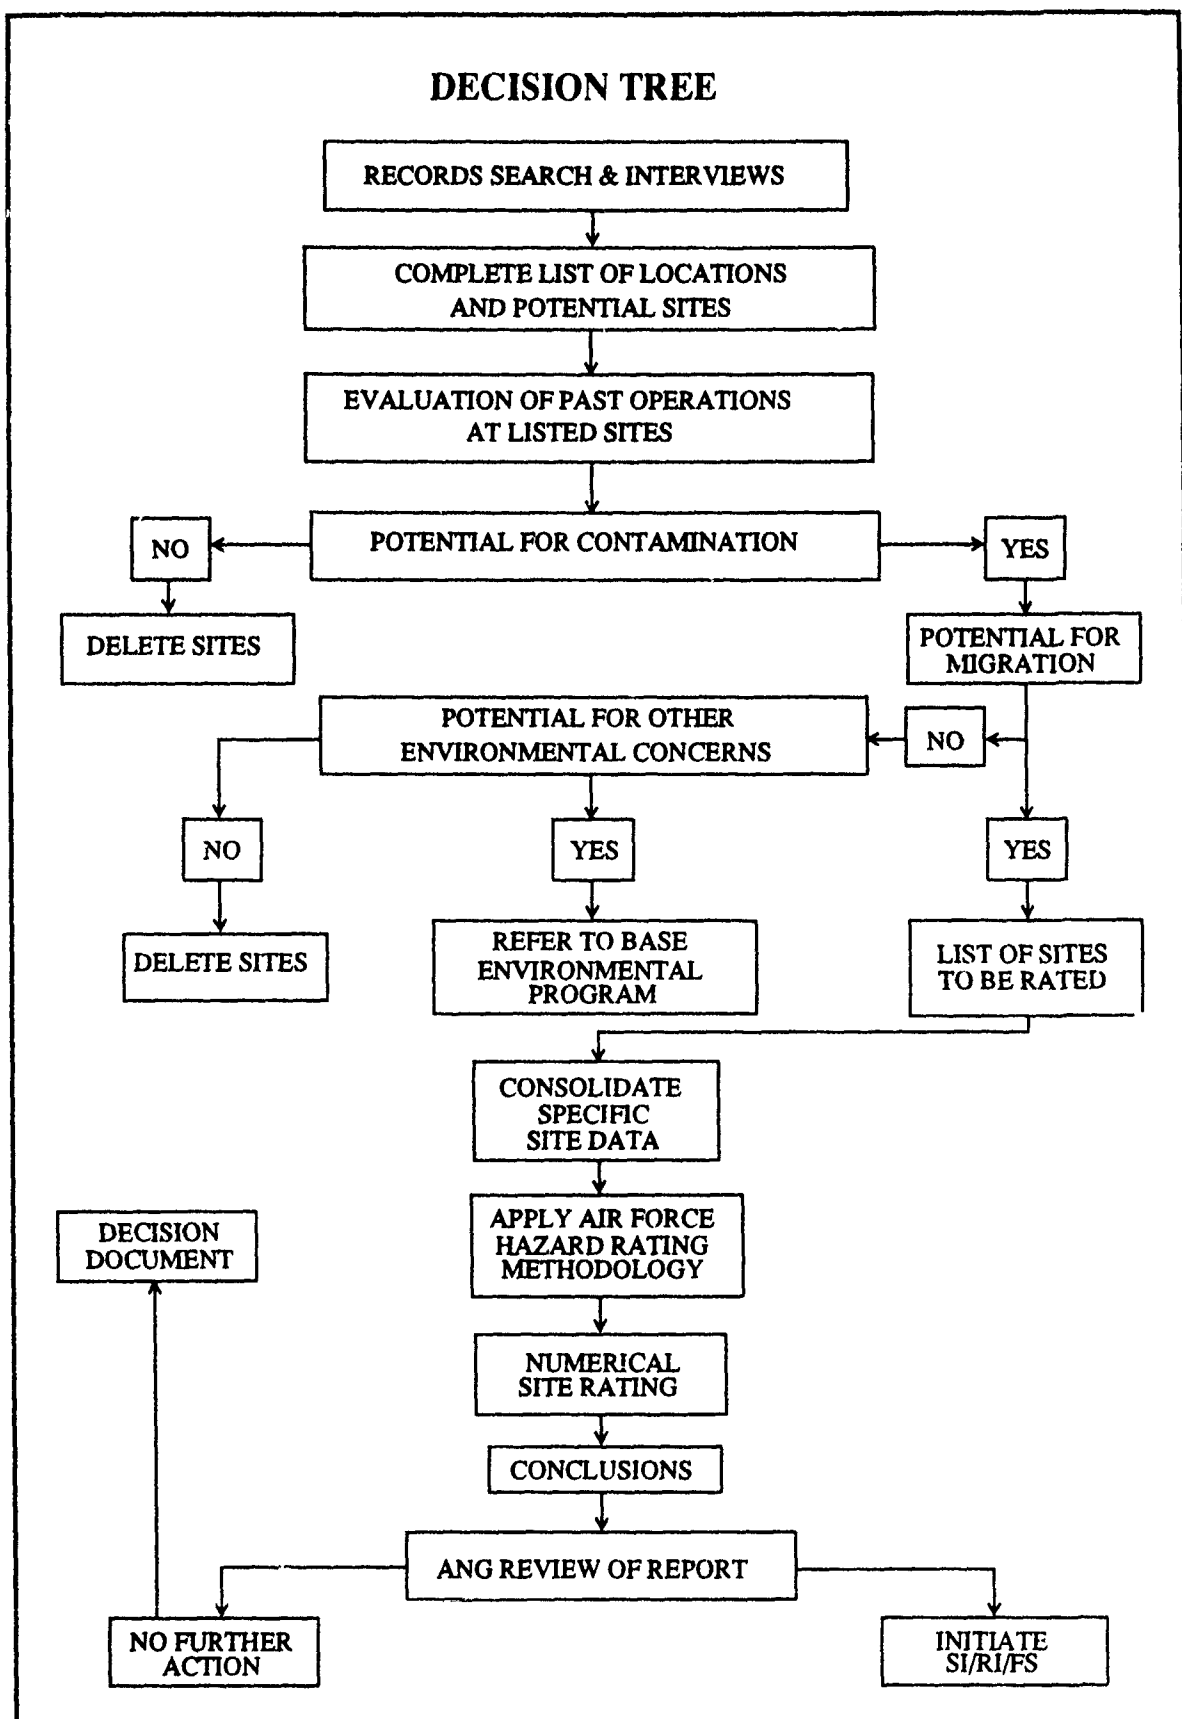 DECISION TREE
RECORDS SEARCH & INTERVIEWS
COMPLETE LIST OF LOCATIONS
AND POTENTIAL SITES
EVALUATION OF PAST OPERATIONS
AT LISTED SITES
NO
POTENTIAL FOR CONTAMINATION
YES
DELETE SITES
POTENTIAL FOR
MIGRATION
POTENTIAL FOR OTHER
ENVIRONMENTAL CONCERNS
NO
NO
YES
YES
DELETE SITES
REFER TO BASE
ENVIRONMENTAL
PROGRAM
LIST OF SITES
TO BE RATED
CONSOLIDATE
SPECIFIC
SITE DATA
DECISION
DOCUMENT
APPLY AIR FORCE
HAZARD RATING
METHODOLOGY
NUMERICAL
SITE RATING
CONCLUSIONS
ANG REVIEW OF REPORT
NO FURTHER
ACTION
INITIATE
SI/RI/FS